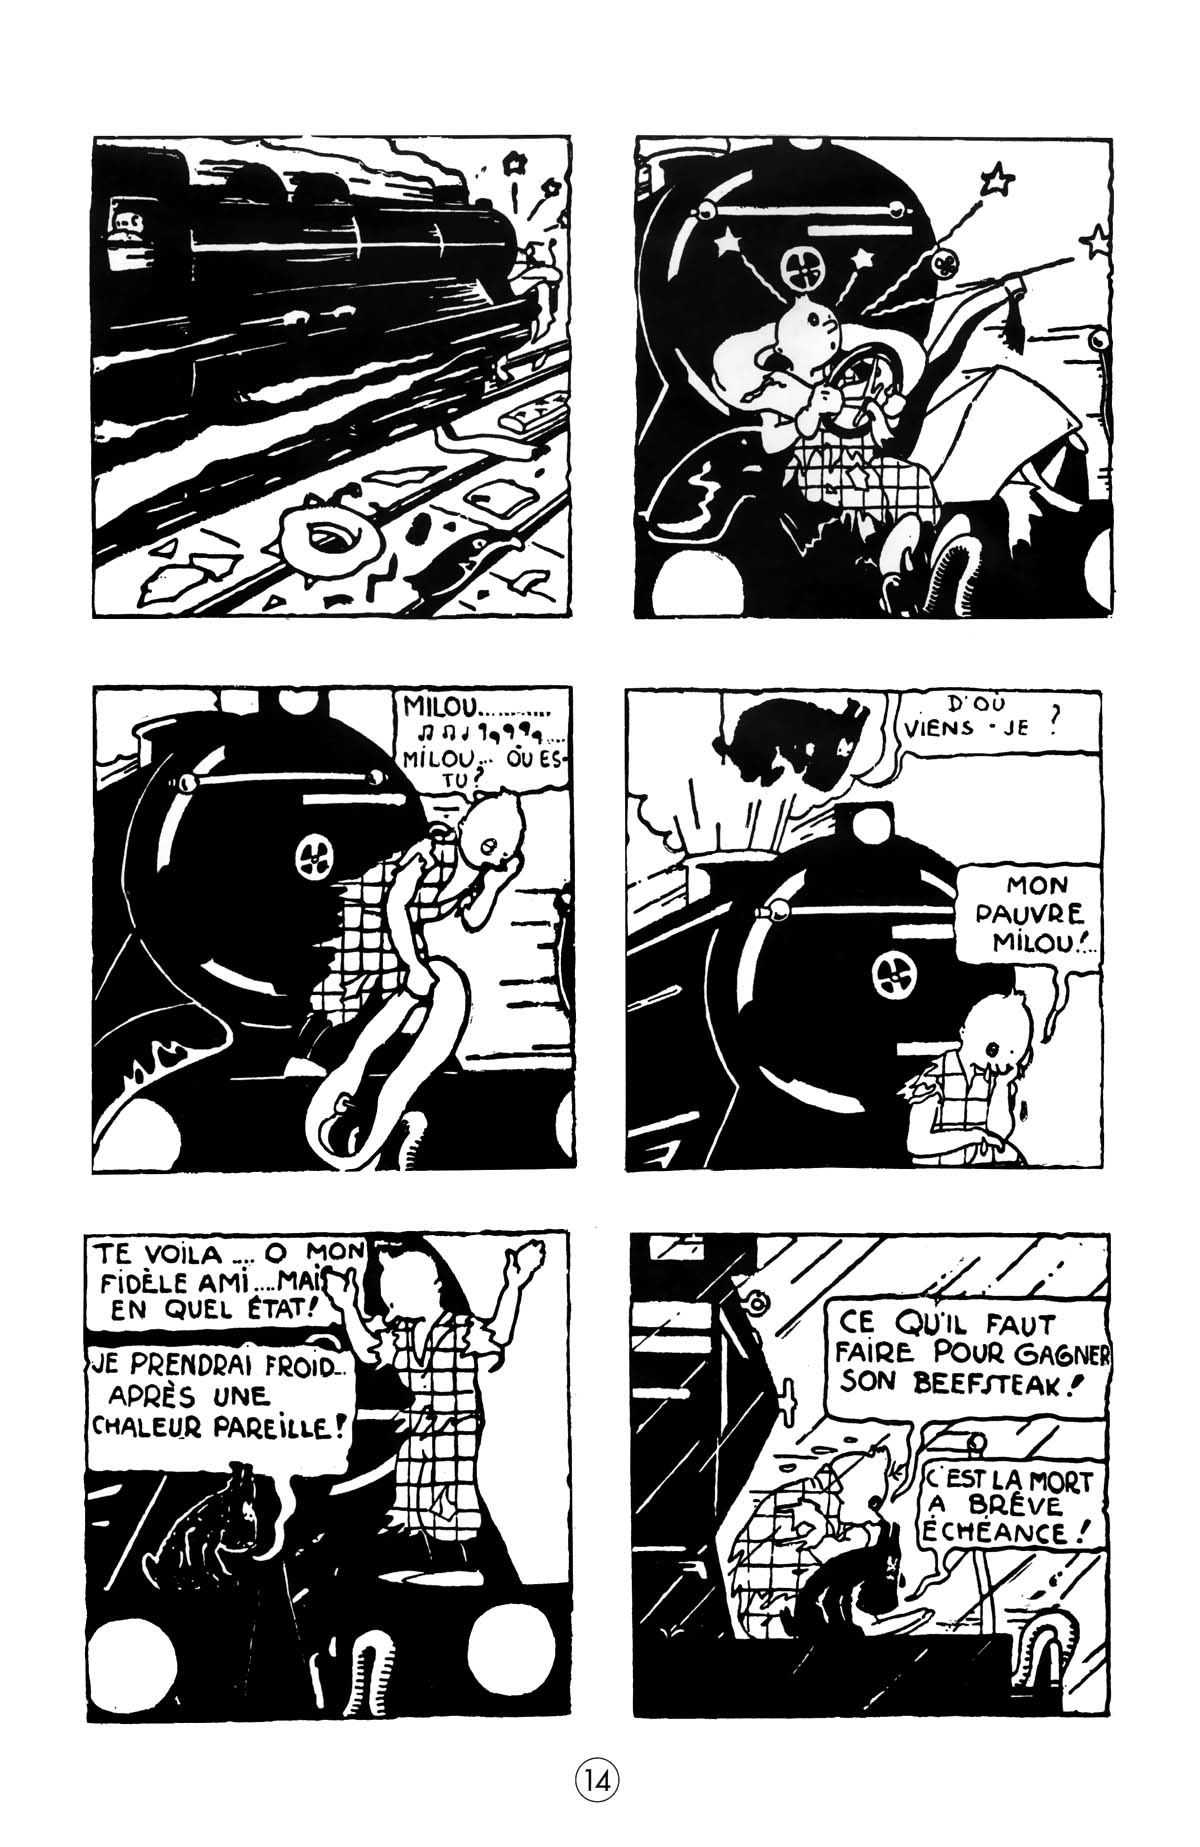 MILOU............
MILOU... OÙ ES-
TU?
D'OÙ
VIENS-JE ?
MON
PAUVRE
MILOU!...
TE VOILA .... O MON
FIDÈLE AMI....MAIS
EN QUEL ÉTAT!
JE PRENDRAI FROID...
APRÈS UNE
CHALEUR PAREILLE!
CE QU'IL FAUT
FAIRE POUR GAGNER
SON BEEFSTEAK!
C'EST LA MORT
A BRÊVE
ÉCHÉANCE!
14